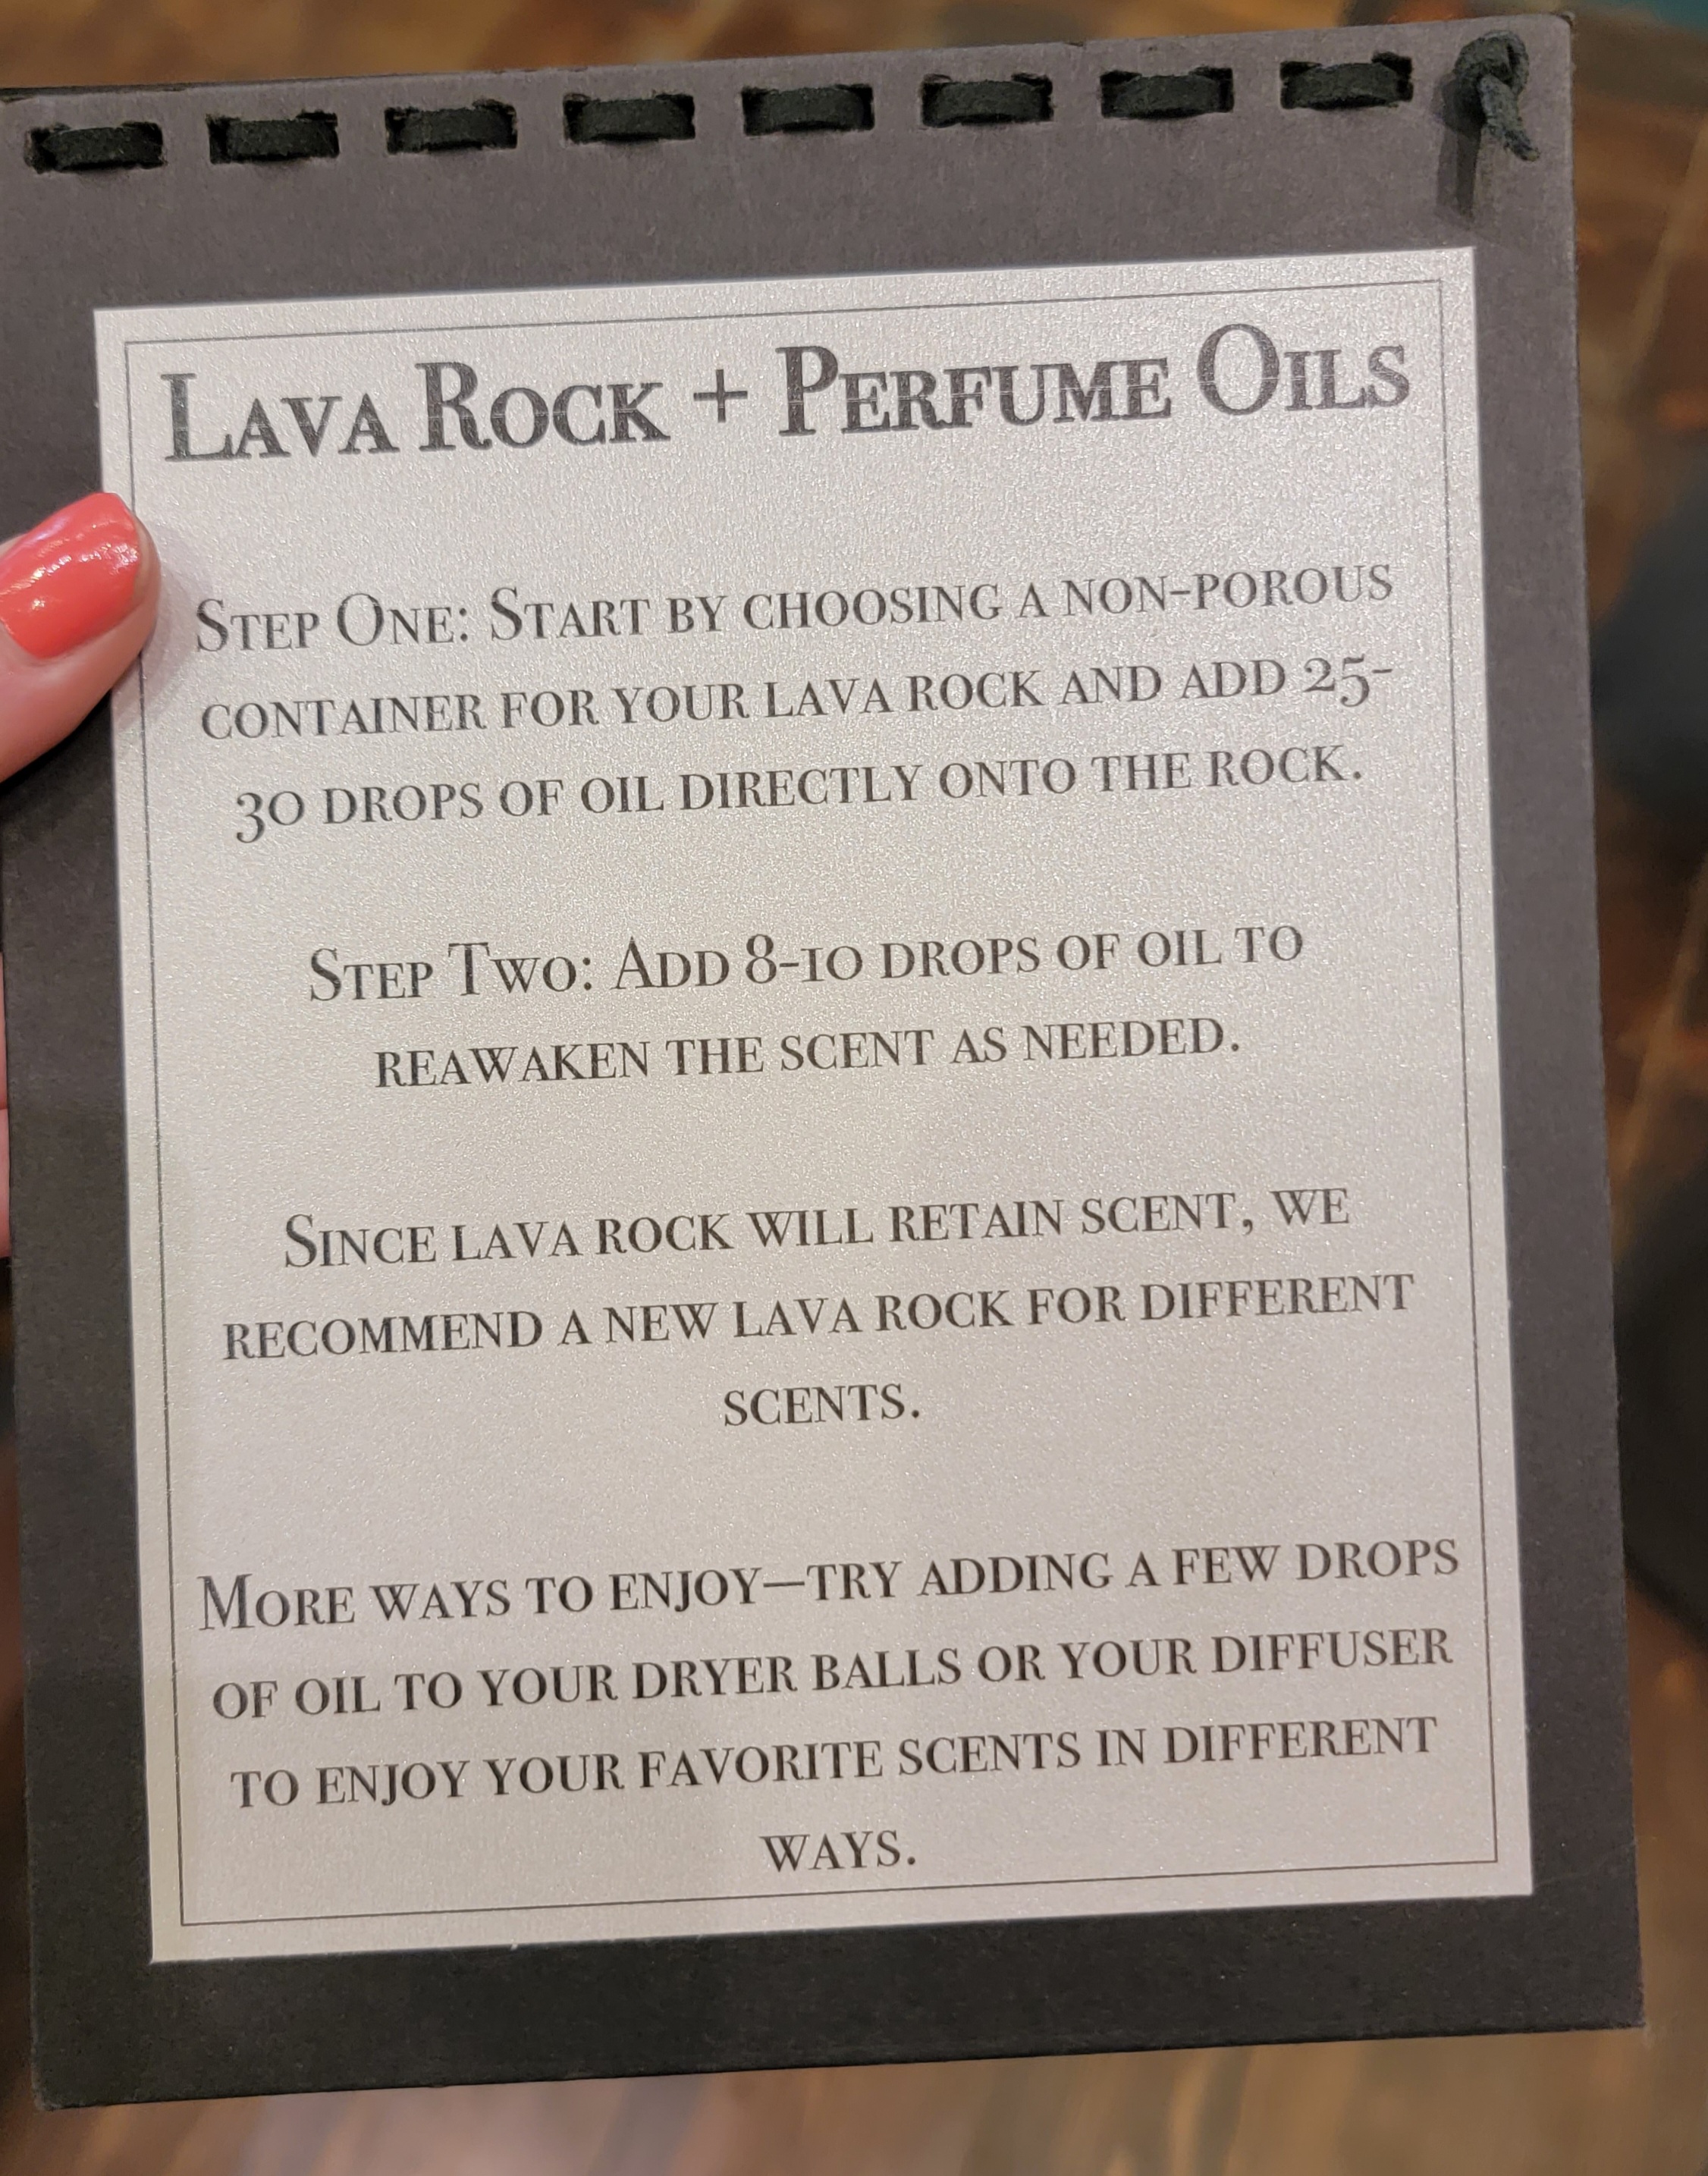 Lava Rock + Perfume Oils
Step One: Start by choosing a non-porous
container for your lava rock and add 25-
30 drops of oil directly onto the rock.
Step Two: Add 8-10 drops of oil to
reawaken the scent as needed.
Since lava rock will retain scent, we
recommend a new lava rock for different
scents.
More ways to enjoy—try adding a few drops
of oil to your dryer balls or your diffuser
to enjoy your favorite scents in different
ways.